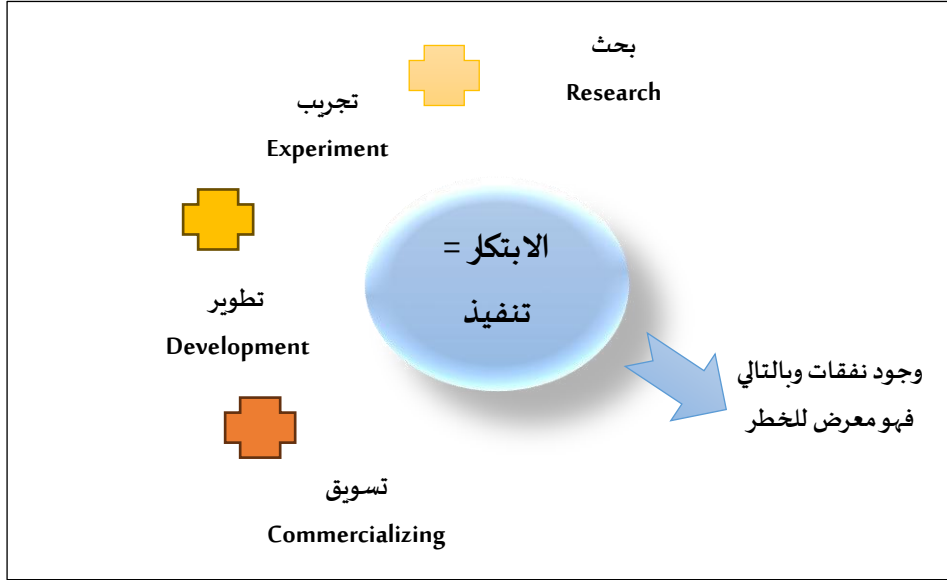 بحث
Research
تجريب
Experiment
تطوير
Development
تسويق
Commercializing
الابتكار =
تنفيذ
وجود نفقات وبالتالي
فهو معرض للخطر